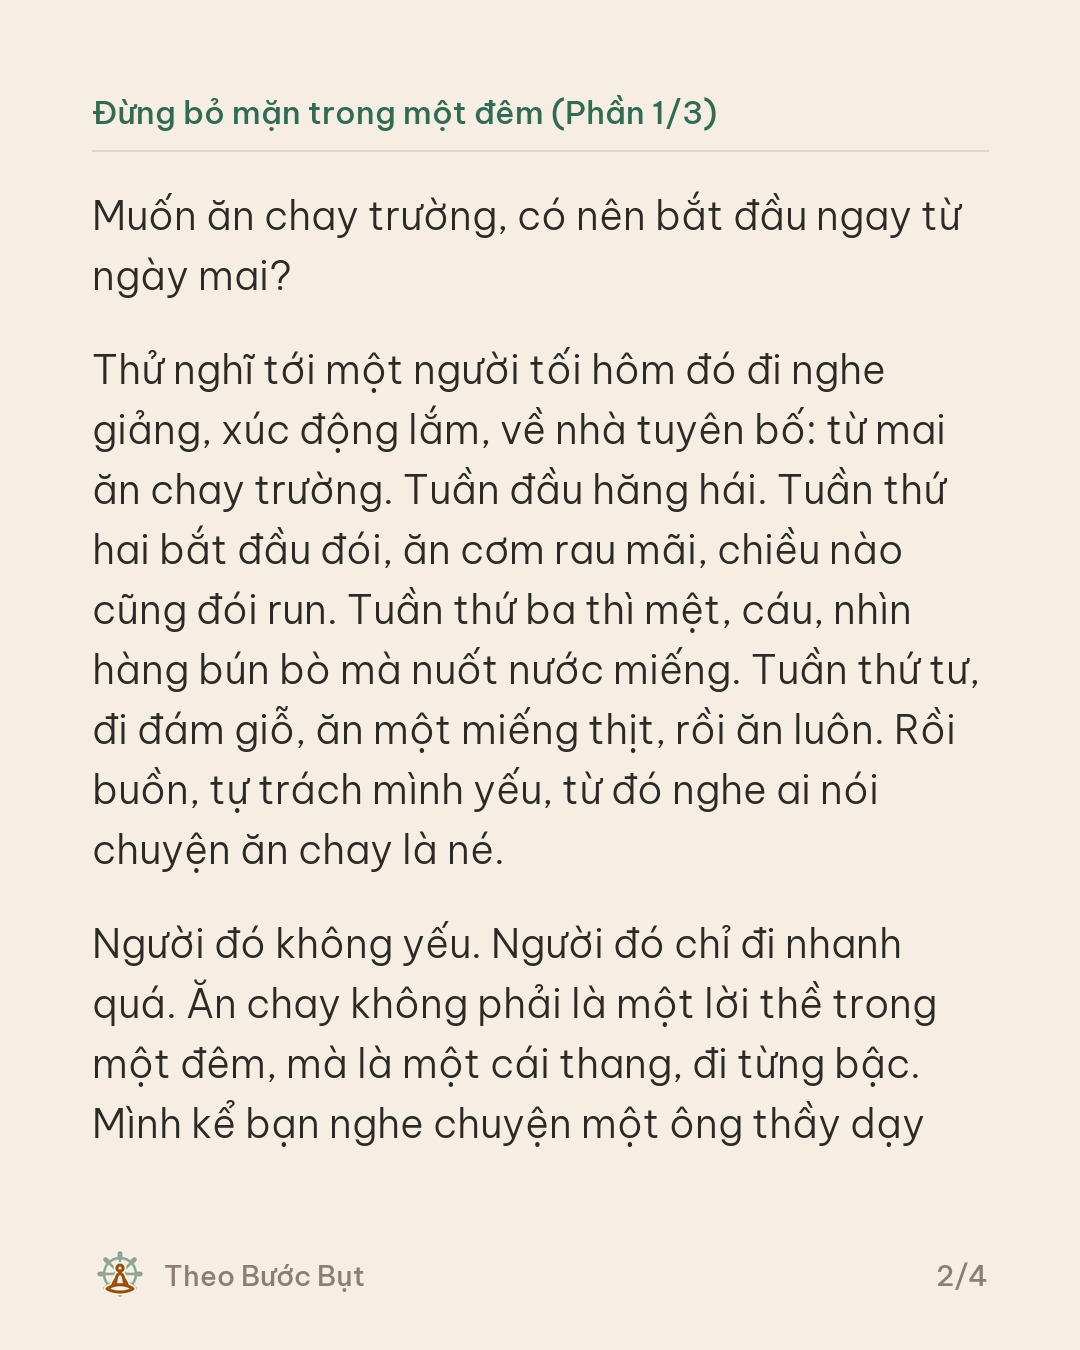 Đừng bỏ mặn trong một đêm (Phần 1/3)
Muốn ăn chay trường, có nên bắt đầu ngay từ
ngày mai?
Thử nghĩ tới một người tối hôm đó đi nghe
giảng, xúc động lắm, về nhà tuyên bố: từ mai
ăn chay trường. Tuần đầu hăng hái. Tuần thứ
hai bắt đầu đói, ăn cơm rau mãi, chiều nào
cũng đói run. Tuần thứ ba thì mệt, cáu, nhìn
hàng bún bò mà nuốt nước miếng. Tuần thứ tư,
đi đám giỗ, ăn một miếng thịt, rồi ăn luôn. Rồi
buồn, tự trách mình yếu, từ đó nghe ai nói
chuyện ăn chay là né.
Người đó không yếu. Người đó chỉ đi nhanh
quá. Ăn chay không phải là một lời thề trong
một đêm, mà là một cái thang, đi từng bậc.
Mình kể bạn nghe chuyện một ông thầy dạy
Theo Bước Bụt
2/4